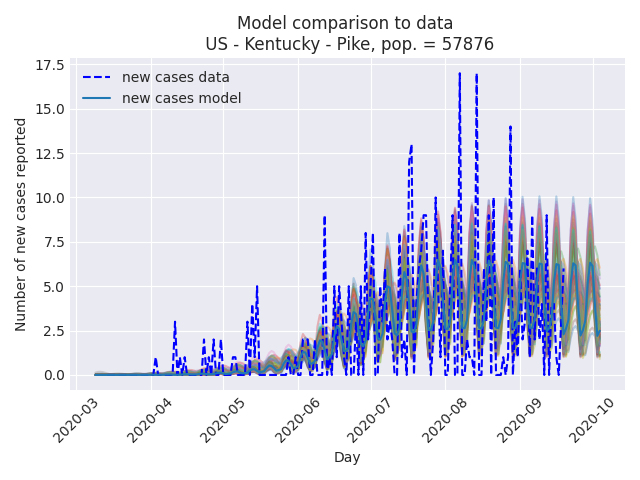 Model comparison to data
US - Kentucky - Pike, pop. = 57876
new cases data
new cases model
Number of new cases reported
17.5
15.0
12.5
10.0
7.5
5.0
2.5
0.0
2020-03
2020-04
2020-05
2020-06
2020-07
2020-08
2020-09
2020-10
Day